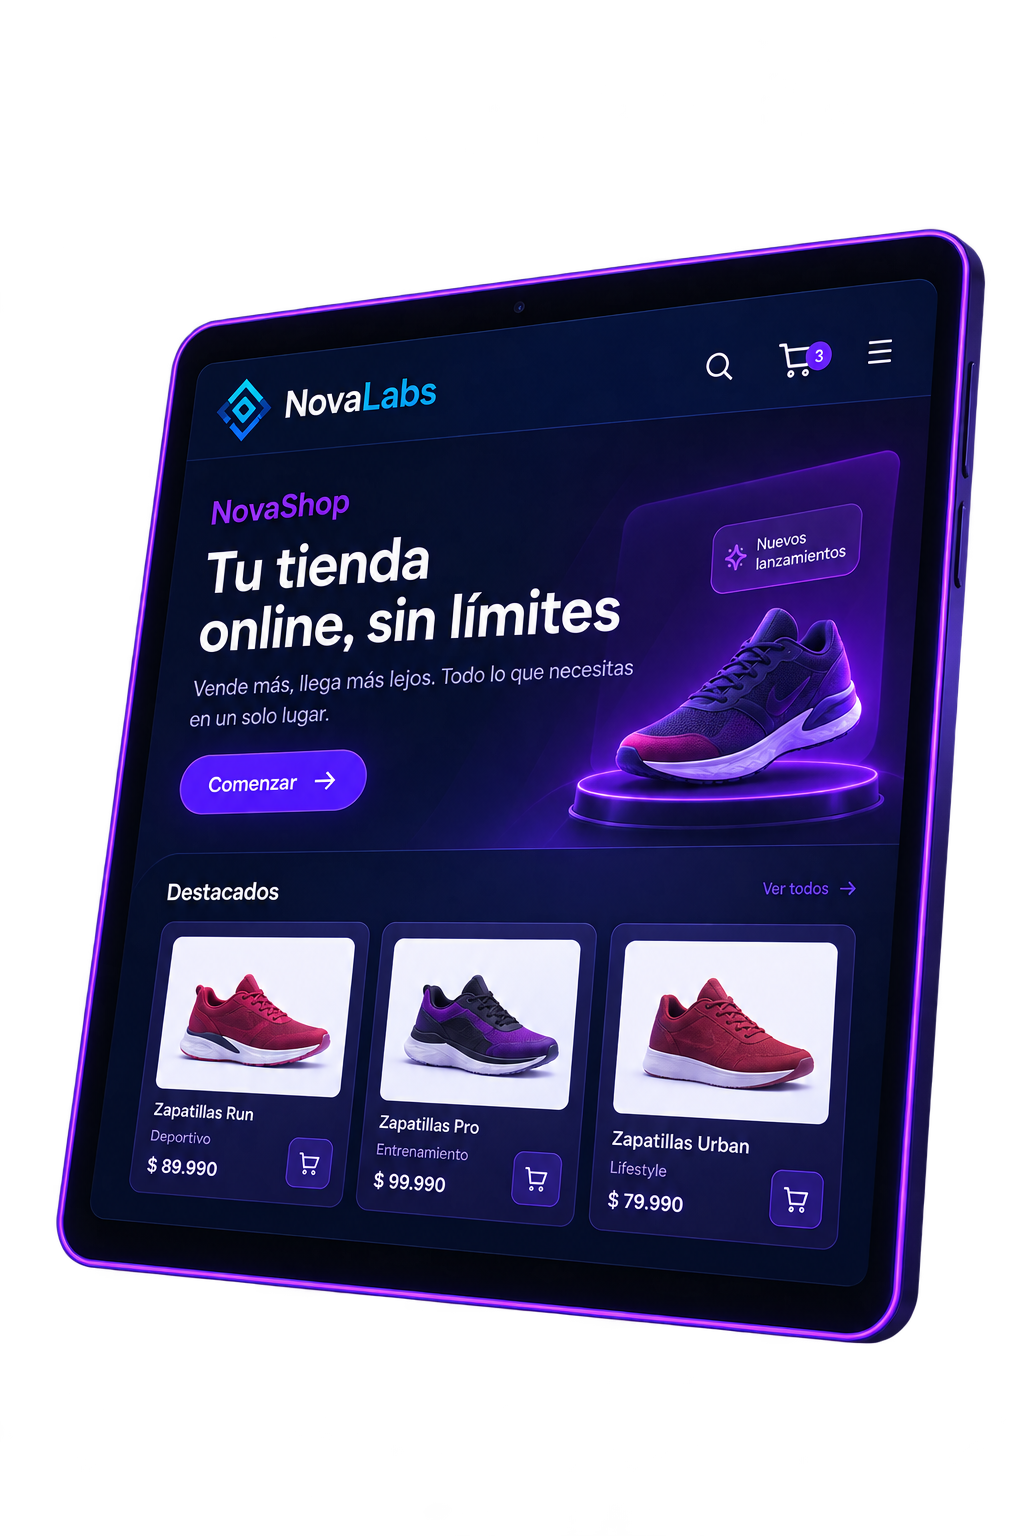 NovaLabs
3
NovaShop
Tu tienda
online, sin límites
Vende más, llega más lejos. Todo lo que necesitas
en un solo lugar.
Comenzar
Nuevos
lanzamientos
Destacados
Ver todos
Zapatillas Run
Deportivo
$ 89.990
Zapatillas Pro
Entrenamiento
$ 99.990
Zapatillas Urban
Lifestyle
$ 79.990